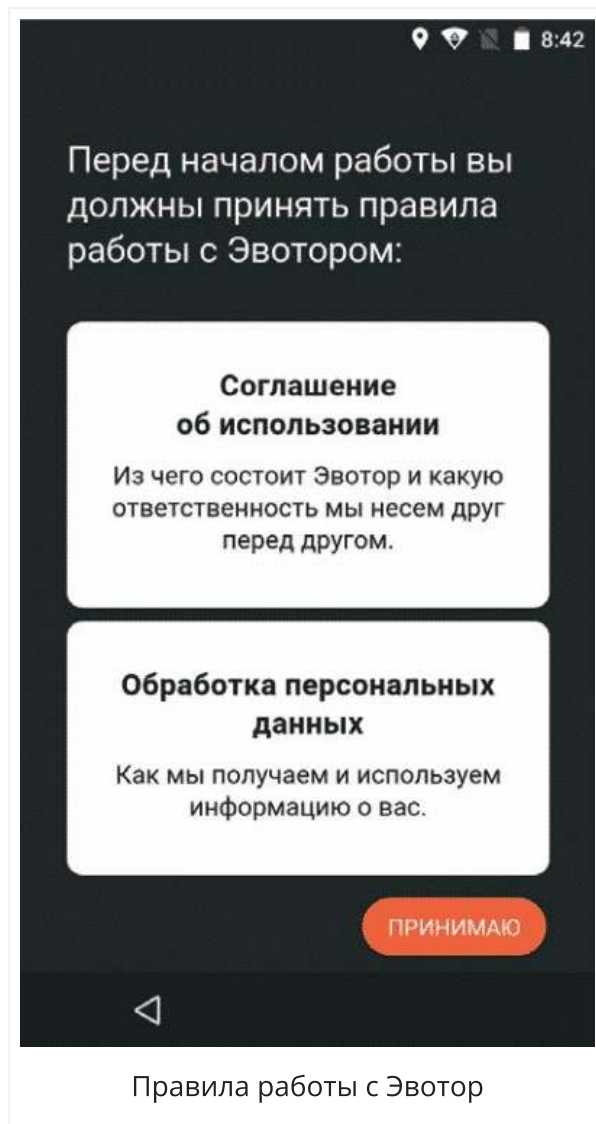 8:42
Перед началом работы вы
должны принять правила
работы с Эвотором:
Соглашение
об использовании
Из чего состоит Эвотор и какую
ответственность мы несем друг
перед другом.
Обработка персональных
данных
Как мы получаем и используем
информацию о вас.
ПРИНИМАЮ
Правила работы с Эвотор